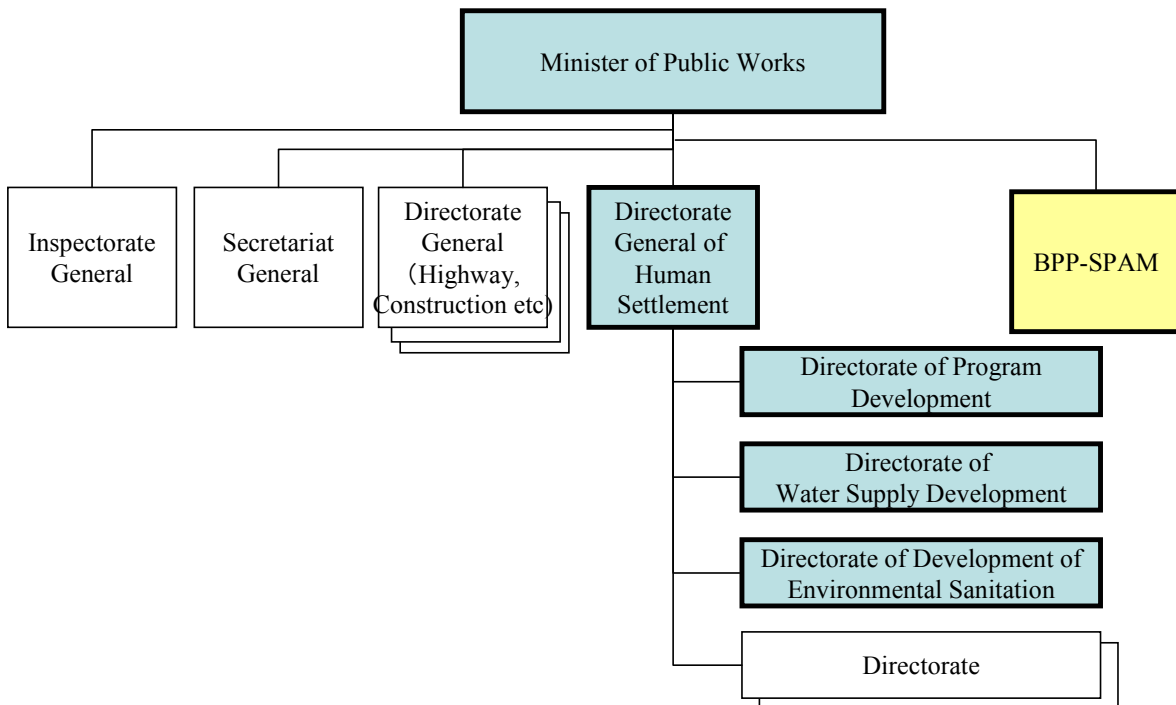 Minister of Public Works
Inspectorate
General
Secretariat
General
Directorate
General
（Highway,
Construction etc)
Directorate
General of
Human
Settlement
BPP-SPAM
Directorate of Program
Development
Directorate of
Water Supply Development
Directorate of Development of
Environmental Sanitation
Directorate